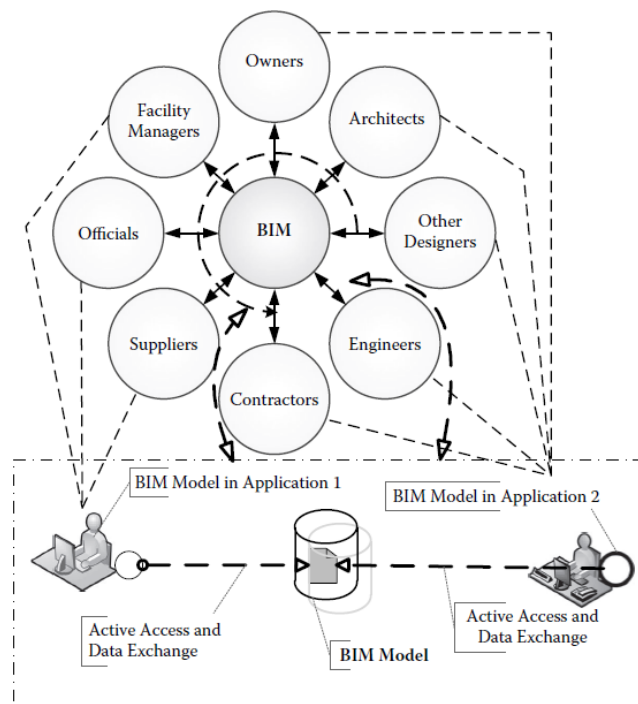 Owners
Facility
Managers
Architects
Officials
BIM
Other
Designers
Suppliers
Engineers
Contractors
BIM Model in Application 1
BIM Model in Application 2
Active Access and
Data Exchange
BIM Model
Active Access and
Data Exchange